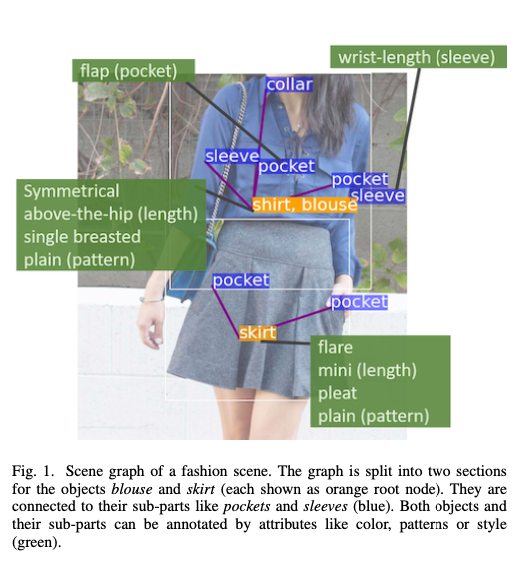 wrist-length (sleeve)
flap (pocket)
collar
sleeve
pocket
pocket
sleeve
Symmetrical
above-the-hip (length)
single breasted
plain (pattern)
shirt, blouse
pocket
pocket
skirt
flare
mini (length)
pleat
plain (pattern)
Fig. 1. Scene graph of a fashion scene. The graph is split into two sections
for the objects blouse and skirt (each shown as orange root node). They are
connected to their sub-parts like pockets and sleeves (blue). Both objects and
their sub-parts can be annotated by attributes like color, patterns or style
(green).